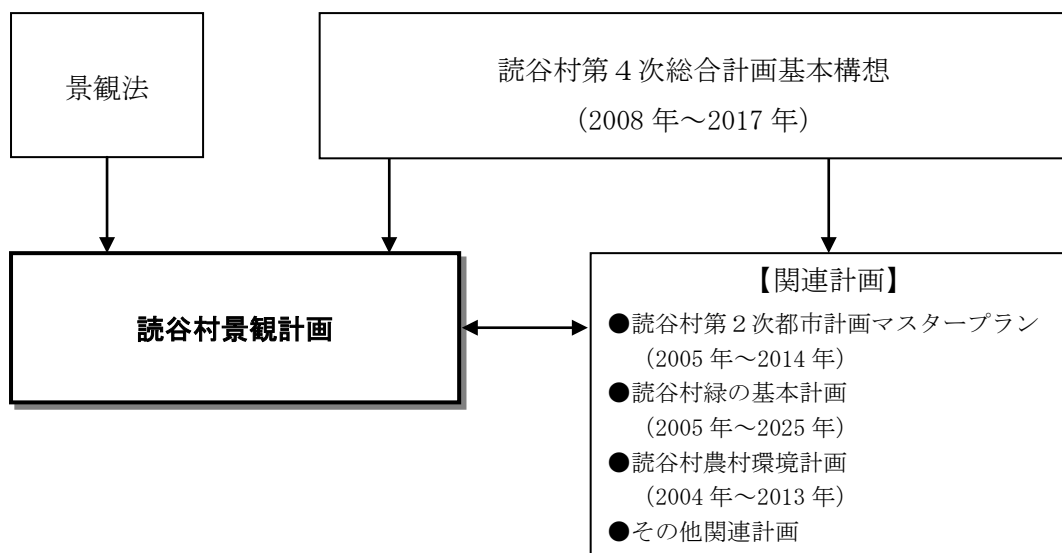 景観法
読谷村第４次総合計画基本構想
（2008 年～2017 年）
読谷村景観計画
【関連計画】
●読谷村第２次都市計画マスタープラン
（2005 年～2014 年）
●読谷村緑の基本計画
（2005 年～2025 年）
●読谷村農村環境計画
（2004 年～2013 年）
●その他関連計画